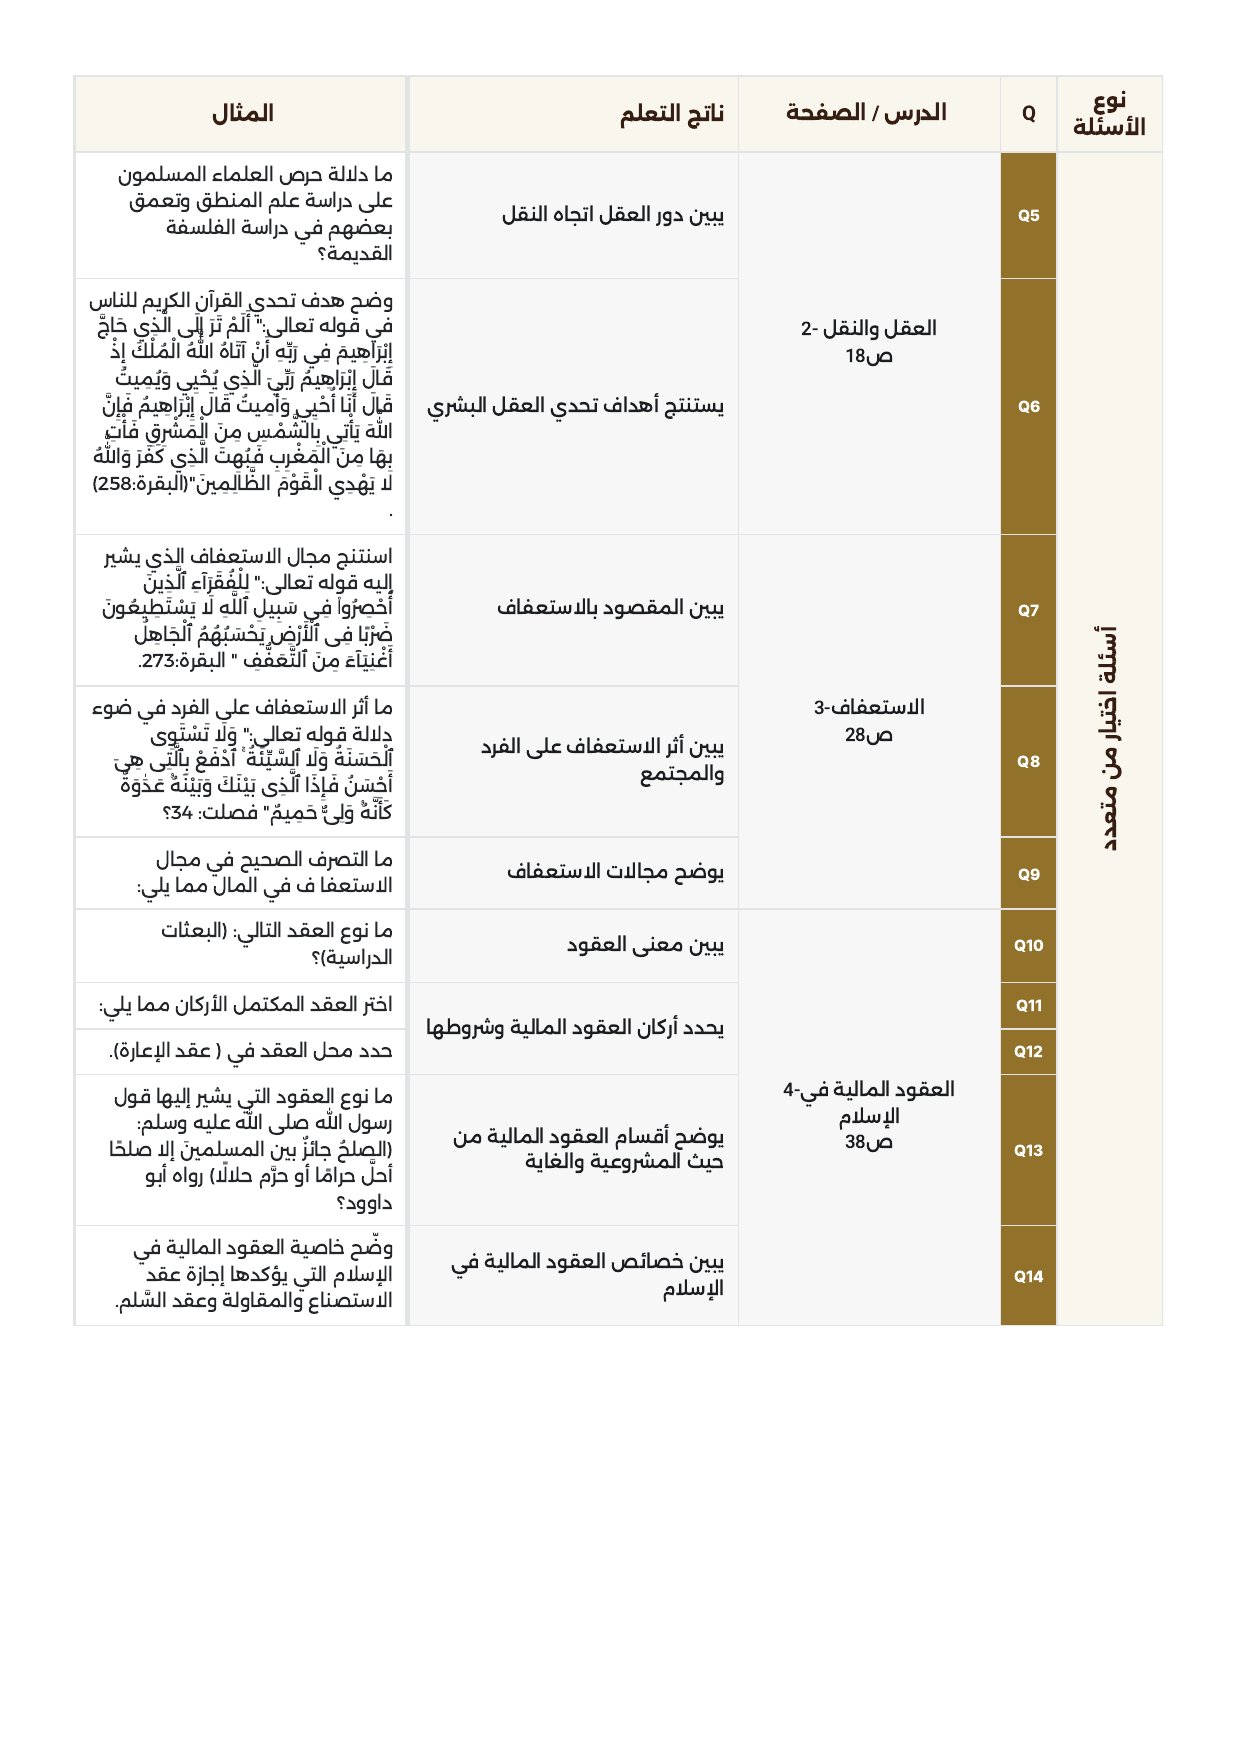 نوع
الأسئلة
Q
الدرس / الصفحة
ناتج التعلم
المثال
أسئلة اختيار من متعدد
Q5
العقل والنقل -2
ص18
يبين دور العقل اتجاه النقل
ما دلالة حرص العلماء المسلمون
على دراسة علم المنطق وتعمق
بعضهم في دراسة الفلسفة
القديمة؟
Q6
يستنتج أهداف تحدي العقل البشري
وضح هدف تحدي القرآن الكريم للناس
في قوله تعالى:" أَلَمْ تَرَ إِلَى الَّذِي حَاجَّ
إِبْرَاهِيمَ فِي رَبِّهِ أَنْ آتَاهُ اللَّهُ الْمُلْكَ إِذْ
قَالَ إِبْرَاهِيمُ رَبِّيَ الَّذِي يُحْيِي وَيُمِيتُ
قَالَ أَنَا أُحْيِي وَأُمِيتُ قَالَ إِبْرَاهِيمُ فَإِنَّ
اللَّهَ يَأْتِي بِالشَّمْسِ مِنَ الْمَشْرِقِ فَأْتِ
بِهَا مِنَ الْمَغْرِبِ فَبُهِتَ الَّذِي كَفَرَ وَاللَّهُ
لا يَهْدِي الْقَوْمَ الظَّالِمِينَ"(البقرة:258)
.
Q7
الاستعفاف-3
ص28
يبين المقصود بالاستعفاف
استنتج مجال الاستعفاف الذي يشير
إليه قوله تعالى:" لِلْفُقَرَآءِ ٱلَّذِينَ
أُحْصِرُوا۟ فِى سَبِيلِ ٱللَّهِ لَا يَسْتَطِيعُونَ
ضَرْبًا فِى ٱلْأَرْضِ يَحْسَبُهُمُ ٱلْجَاهِلُ
أَغْنِيَآءَ مِنَ ٱلتَّعَفُّفِ " البقرة:273.
Q8
يبين أثر الاستعفاف على الفرد
والمجتمع
ما أثر الاستعفاف على الفرد في ضوء
دلالة قوله تعالى:" وَلَا تَسْتَوِى
ٱلْحَسَنَةُ وَلَا ٱلسَّيِّئَةُ ۚ ٱدْفَعْ بِٱلَّتِى هِىَ
أَحْسَنُ فَإِذَا ٱلَّذِى بَيْنَكَ وَبَيْنَهُۥ عَدَٰوَةٌ
كَأَنَّهُۥ وَلِىٌّ حَمِيمٌ" فصلت: 34؟
Q9
يوضح مجالات الاستعفاف
ما التصرف الصحيح في مجال
الاستعفا ف في المال مما يلي:
Q10
العقود المالية في-4
الإسلام
ص38
يبين معنى العقود
ما نوع العقد التالي: (البعثات
الدراسية)؟
Q11
يحدد أركان العقود المالية وشروطها
اختر العقد المكتمل الأركان مما يلي:
Q12
حدد محل العقد في ( عقد الإعارة).
Q13
يوضح أقسام العقود المالية من
حيث المشروعية والغاية
ما نوع العقود التي يشير إليها قول
رسول الله صلى الله عليه وسلم:
(الصلحُ جائزٌ بين المسلمينَ إلا صلحًا
أحلَّ حرامًا أو حرَّم حلالًا) رواه أبو
داوود؟
Q14
يبين خصائص العقود المالية في
الإسلام
وضّح خاصية العقود المالية في
الإسلام التي يؤكدها إجازة عقد
الاستصناع والمقاولة وعقد السَّلم.